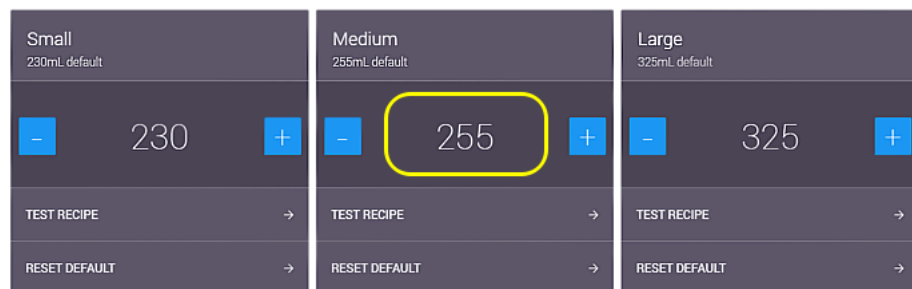 Small
230mL default
- 230 +
TEST RECIPE →
RESET DEFAULT →
Medium
255mL default
- 255 +
TEST RECIPE →
RESET DEFAULT →
Large
325mL default
- 325 +
TEST RECIPE →
RESET DEFAULT →